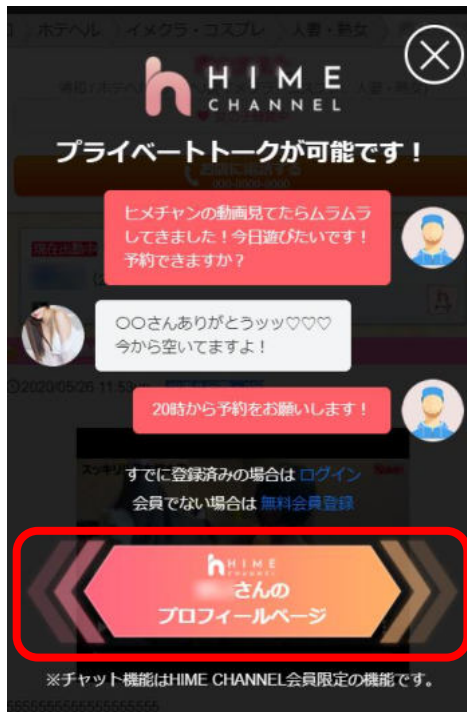 ホテヘル 〉 イメクラ・コスプレ 〉 人妻・熟女
HIME
CHANNEL
プライベートトークが可能です！
ヒメチャンの動画見てたらムラムラ
してきました！今日遊びたいです！
予約できますか？
〇〇さんありがとうッッ♡♡♡
今から空いてますよ！
2020/05/26 11:53
20時から予約をお願いします！
すでに登録済みの場合は ログイン
会員でない場合は 無料会員登録
HIME
CHANNEL
さんの
プロフィールページ
※チャット機能はHIME CHANNEL会員限定の機能です。